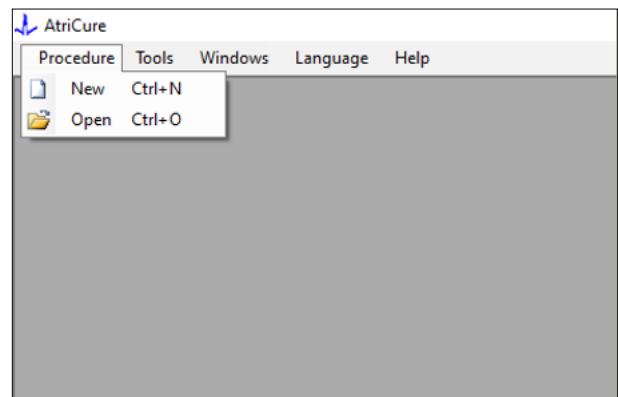 AtriCure
Procedure Tools Windows Language Help
New Ctrl+N
Open Ctrl+O